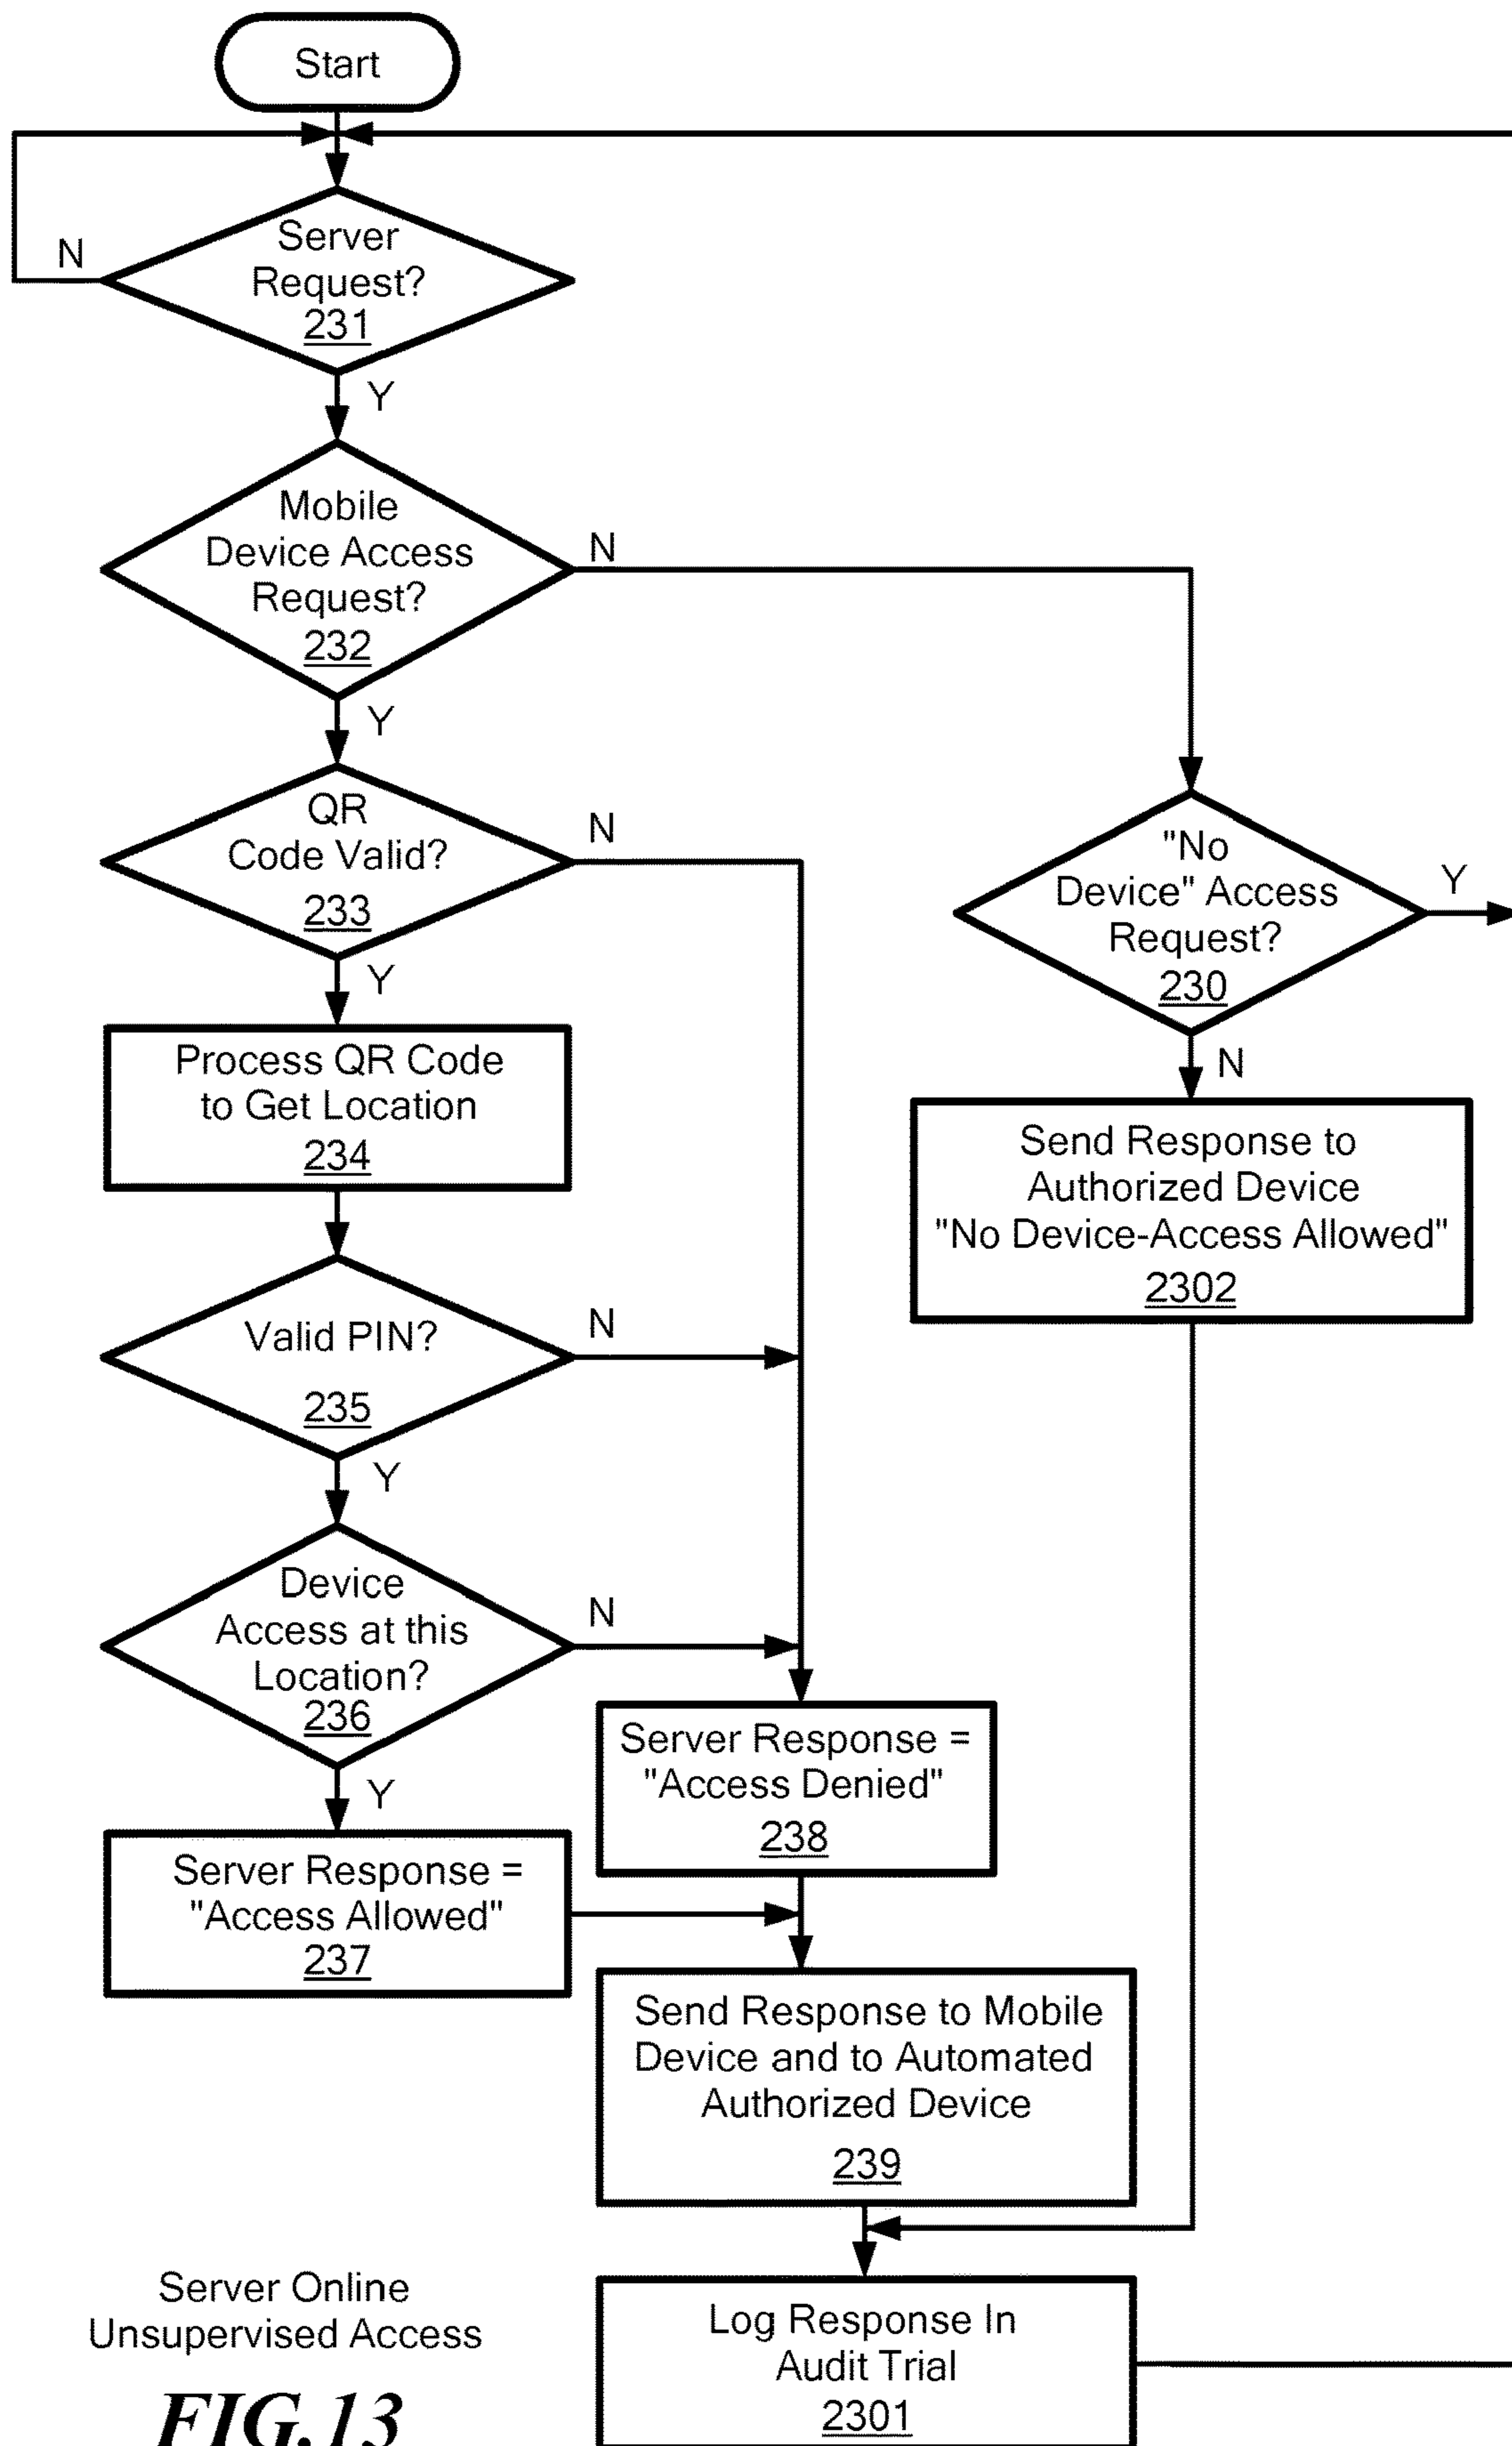 Start
Server
Request?
231
N
Y
Mobile
Device Access
Request?
232
N
Y
QR
Code Valid?
233
N
Y
"No
Device" Access
Request?
230
Y
N
Process QR Code
to Get Location
234
Send Response to
Authorized Device
"No Device-Access Allowed"
2302
Valid PIN?
235
N
Y
Device
Access at this
Location?
236
N
Y
Server Response =
"Access Denied"
238
Server Response =
"Access Allowed"
237
Send Response to Mobile
Device and to Automated
Authorized Device
239
Log Response In
Audit Trial
2301
Server Online
Unsupervised Access
FIG.13